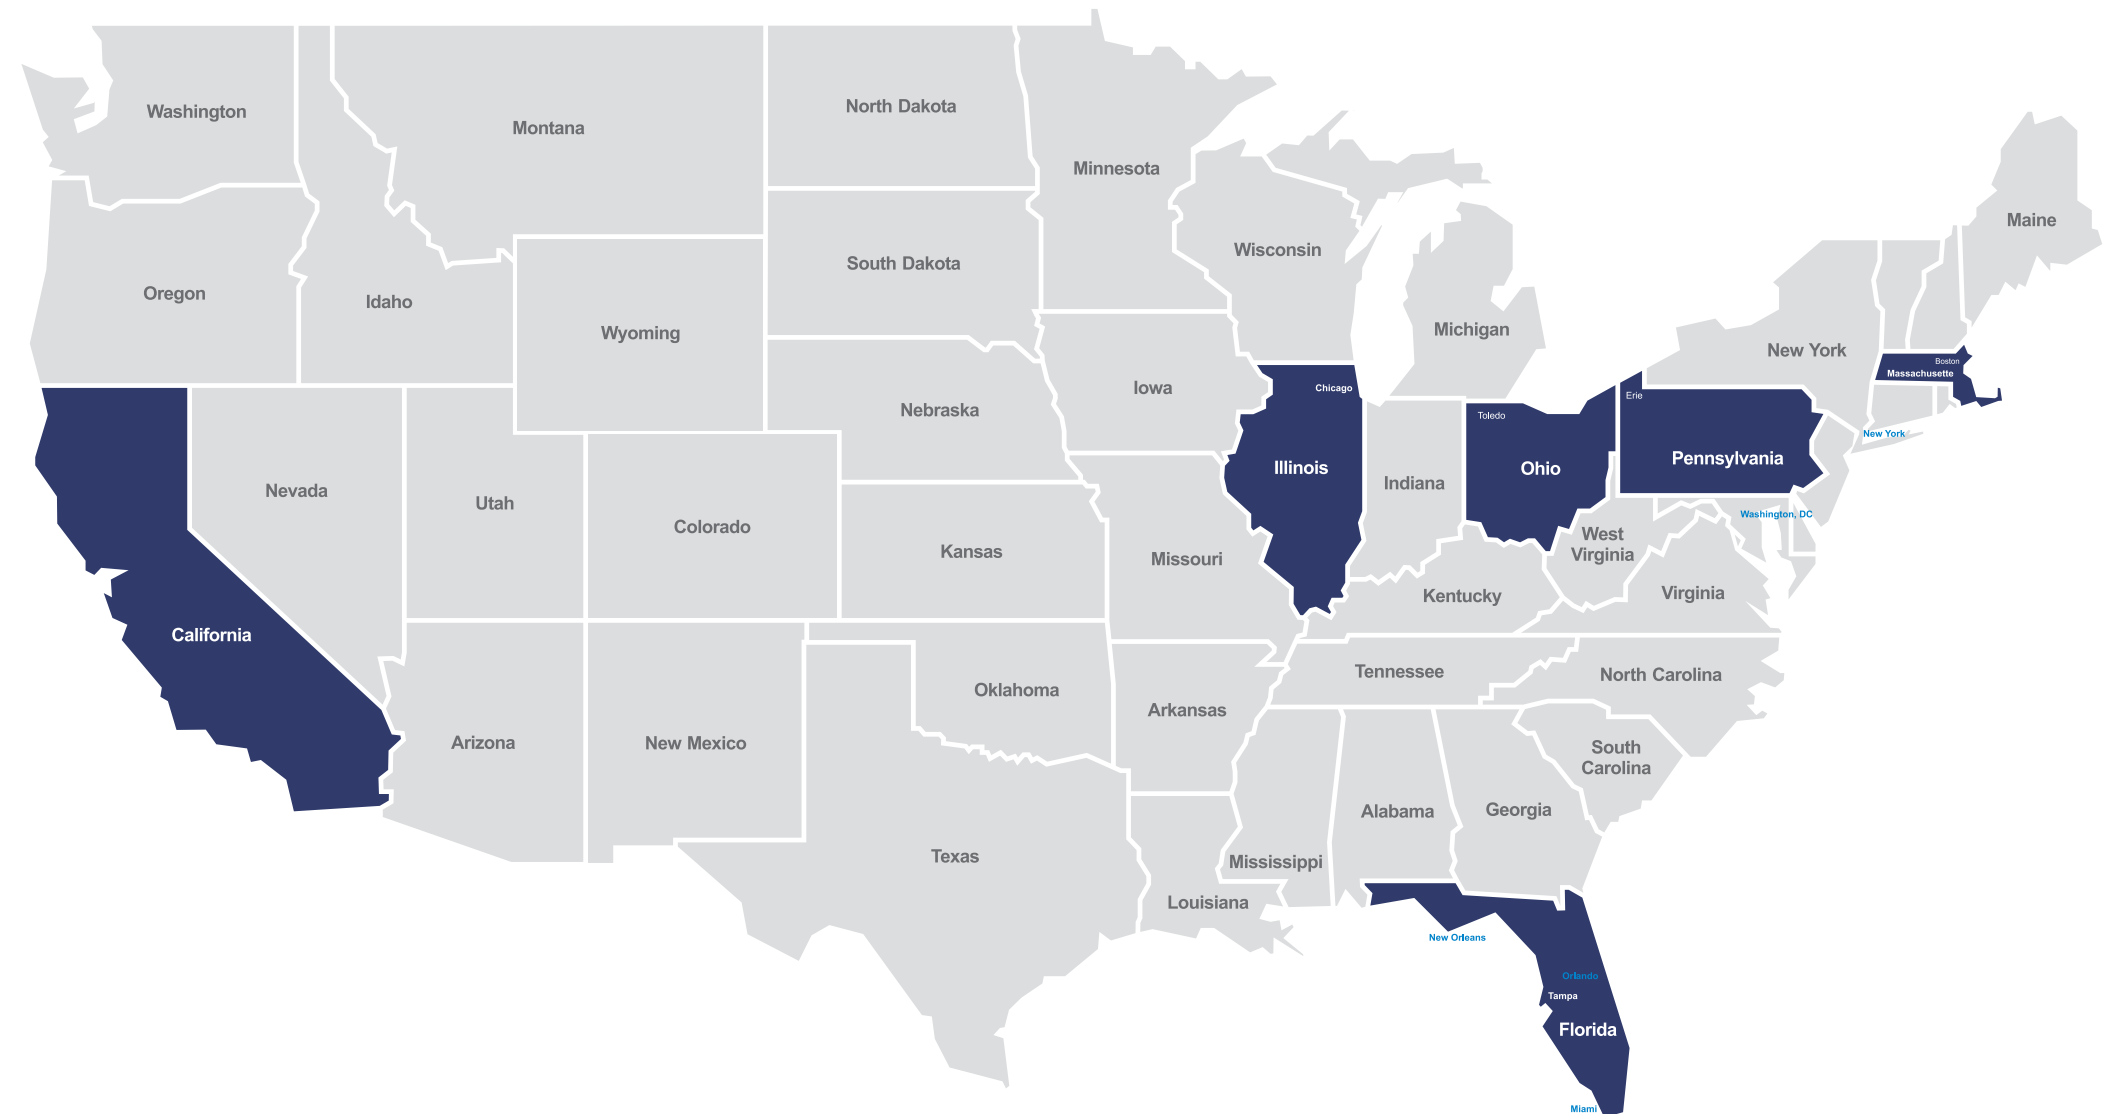 Washington
Montana
North Dakota
Minnesota
Maine
Oregon
Idaho
Wyoming
South Dakota
Wisconsin
Michigan
New York
Boston
Massachusette
Iowa
Chicago
Nebraska
Toledo
Erie
New York
Nevada
Utah
Colorado
Kansas
Missouri
Illinois
Indiana
Ohio
Pennsylvania
Washington, DC
West
Virginia
Virginia
Kentucky
California
Tennessee
North Carolina
Arizona
New Mexico
Oklahoma
Arkansas
South
Carolina
Texas
Louisiana
Mississippi
Alabama
Georgia
New Orleans
Orlando
Tampa
Florida
Miami